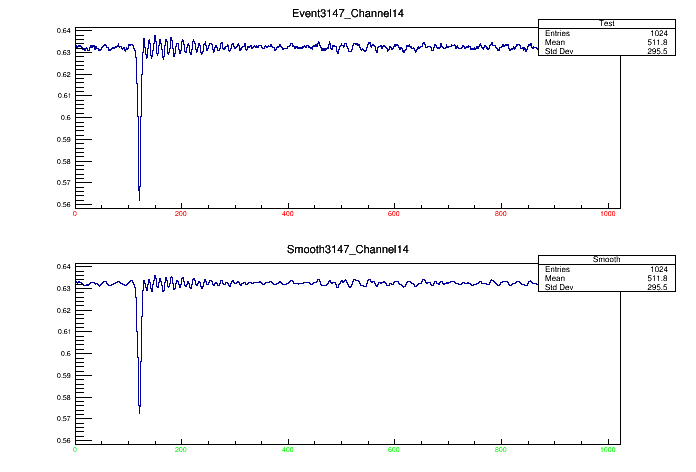 Event3147_Channel14
Test
Entries 1024
Mean 511.8
Std Dev 295.5
0.64
0.63
0.62
0.61
0.6
0.59
0.58
0.57
0.56
0 200 400 600 800 1000
Smooth3147_Channel14
Smooth
Entries 1024
Mean 511.8
Std Dev 295.5
0.64
0.63
0.62
0.61
0.6
0.59
0.58
0.57
0.56
0 200 400 600 800 1000